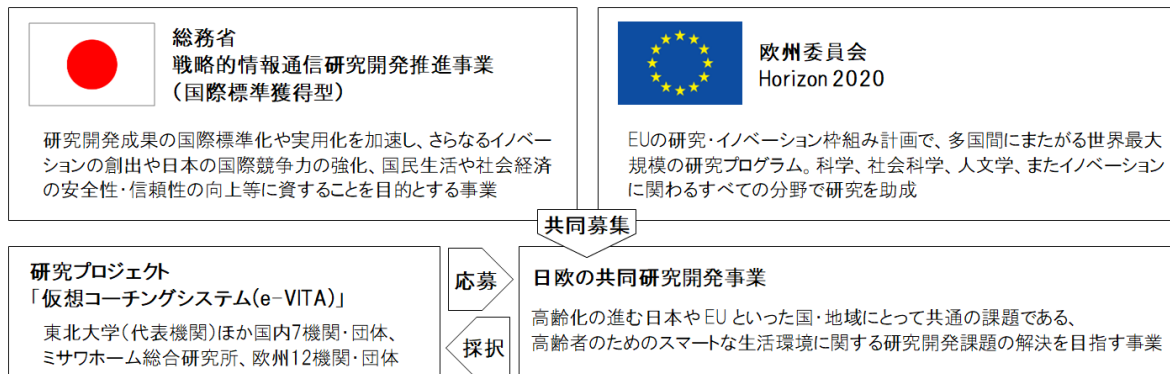 総務省
戦略的情報通信研究開発推進事業
（国際標準獲得型）
研究開発成果の国際標準化や実用化を加速し、さらなるイノベー
ションの創出や日本の国際競争力の強化、国民生活や社会経済
の安全性・信頼性の向上等に資することを目的とする事業
欧州委員会
Horizon 2020
EUの研究・イノベーション枠組み計画で、多国間にまたがる世界最大
規模の研究プログラム。科学、社会科学、人文学、またイノベーション
に関わるすべての分野で研究を助成
共同募集
研究プロジェクト
「仮想コーチングシステム(e-VITA)」
東北大学(代表機関)ほか国内7機関・団体、
ミサワホーム総合研究所、欧州12機関・団体
応募
採択
日欧の共同研究開発事業
高齢化の進む日本や EU といった国・地域にとって共通の課題である、
高齢者のためのスマートな生活環境に関する研究開発課題の解決を目指す事業